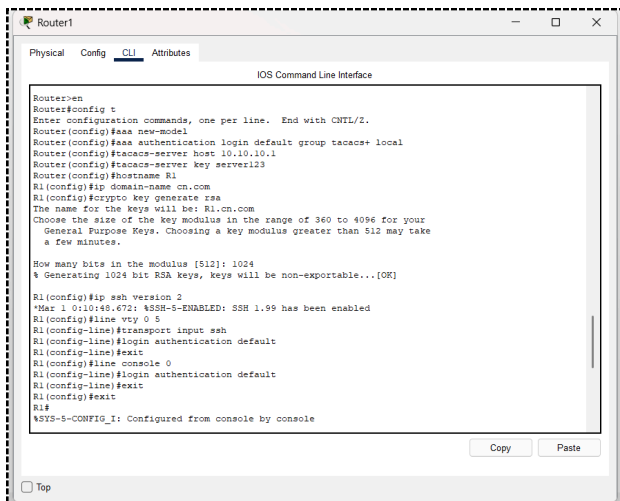 Router1
Physical Config CLI Attributes
IOS Command Line Interface
Router>en
Router#config t
Enter configuration commands, one per line. End with CNTL/Z.
Router(config)#aaa new-model
Router(config)#aaa authentication login default group tacacs+ local
Router(config)#tacacs-server host 10.10.10.1
Router(config)#tacacs-server key server123
Router(config)#hostname R1
R1(config)#ip domain-name cn.com
R1(config)#crypto key generate rsa
The name for the keys will be: R1.cn.com
Choose the size of the key modulus in the range of 360 to 4096 for your
General Purpose Keys. Choosing a key modulus greater than 512 may take
a few minutes.
How many bits in the modulus [512]: 1024
% Generating 1024 bit RSA keys, keys will be non-exportable...[OK]
R1(config)#ip ssh version 2
*Mar 1 0:10:48.672: %SSH-5-ENABLED: SSH 1.99 has been enabled
R1(config)#line vty 0 5
R1(config-line)#transport input ssh
R1(config-line)#login authentication default
R1(config-line)#exit
R1(config)#line console 0
R1(config-line)#login authentication default
R1(config-line)#exit
R1(config)#exit
R1#
%SYS-5-CONFIG_I: Configured from console by console
Copy Paste
Top